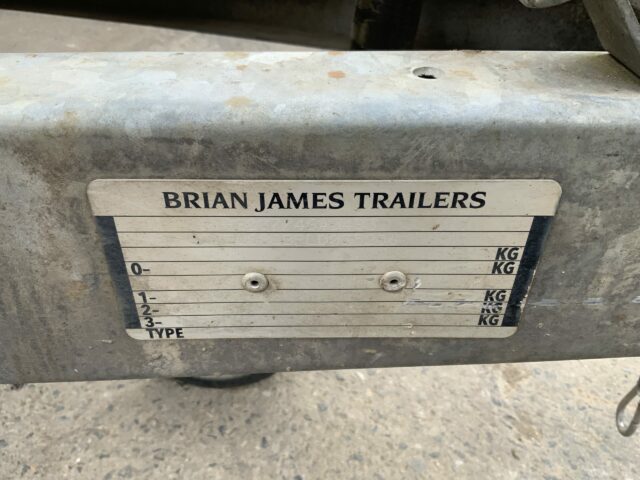 BRIAN JAMES TRAILERS
KG
0- KG
1- KG
2- KG
3- KG
TYPE